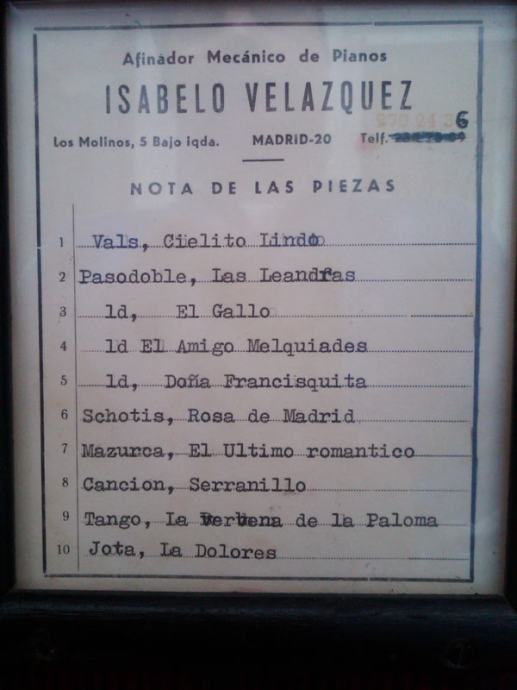 Afinador Mecánico de Pianos
ISABELO VELAZQUEZ
Los Molinos, 5 Bajo iqda. MADRID-20 Telf.
NOTA DE LAS PIEZAS
1 Vals, Cielito Lindo
2 Pasodoble, Las Leandras
3 ld, El Gallo
4 ld El Amigo Melquiades
5 ld, Doña Francisquita
6 Schotis, Rosa de Madrid
7 Mazurca, El Ultimo romantico
8 Cancion, Serranillo
9 Tango, La Verbena de la Paloma
10 Jota, La Dolores